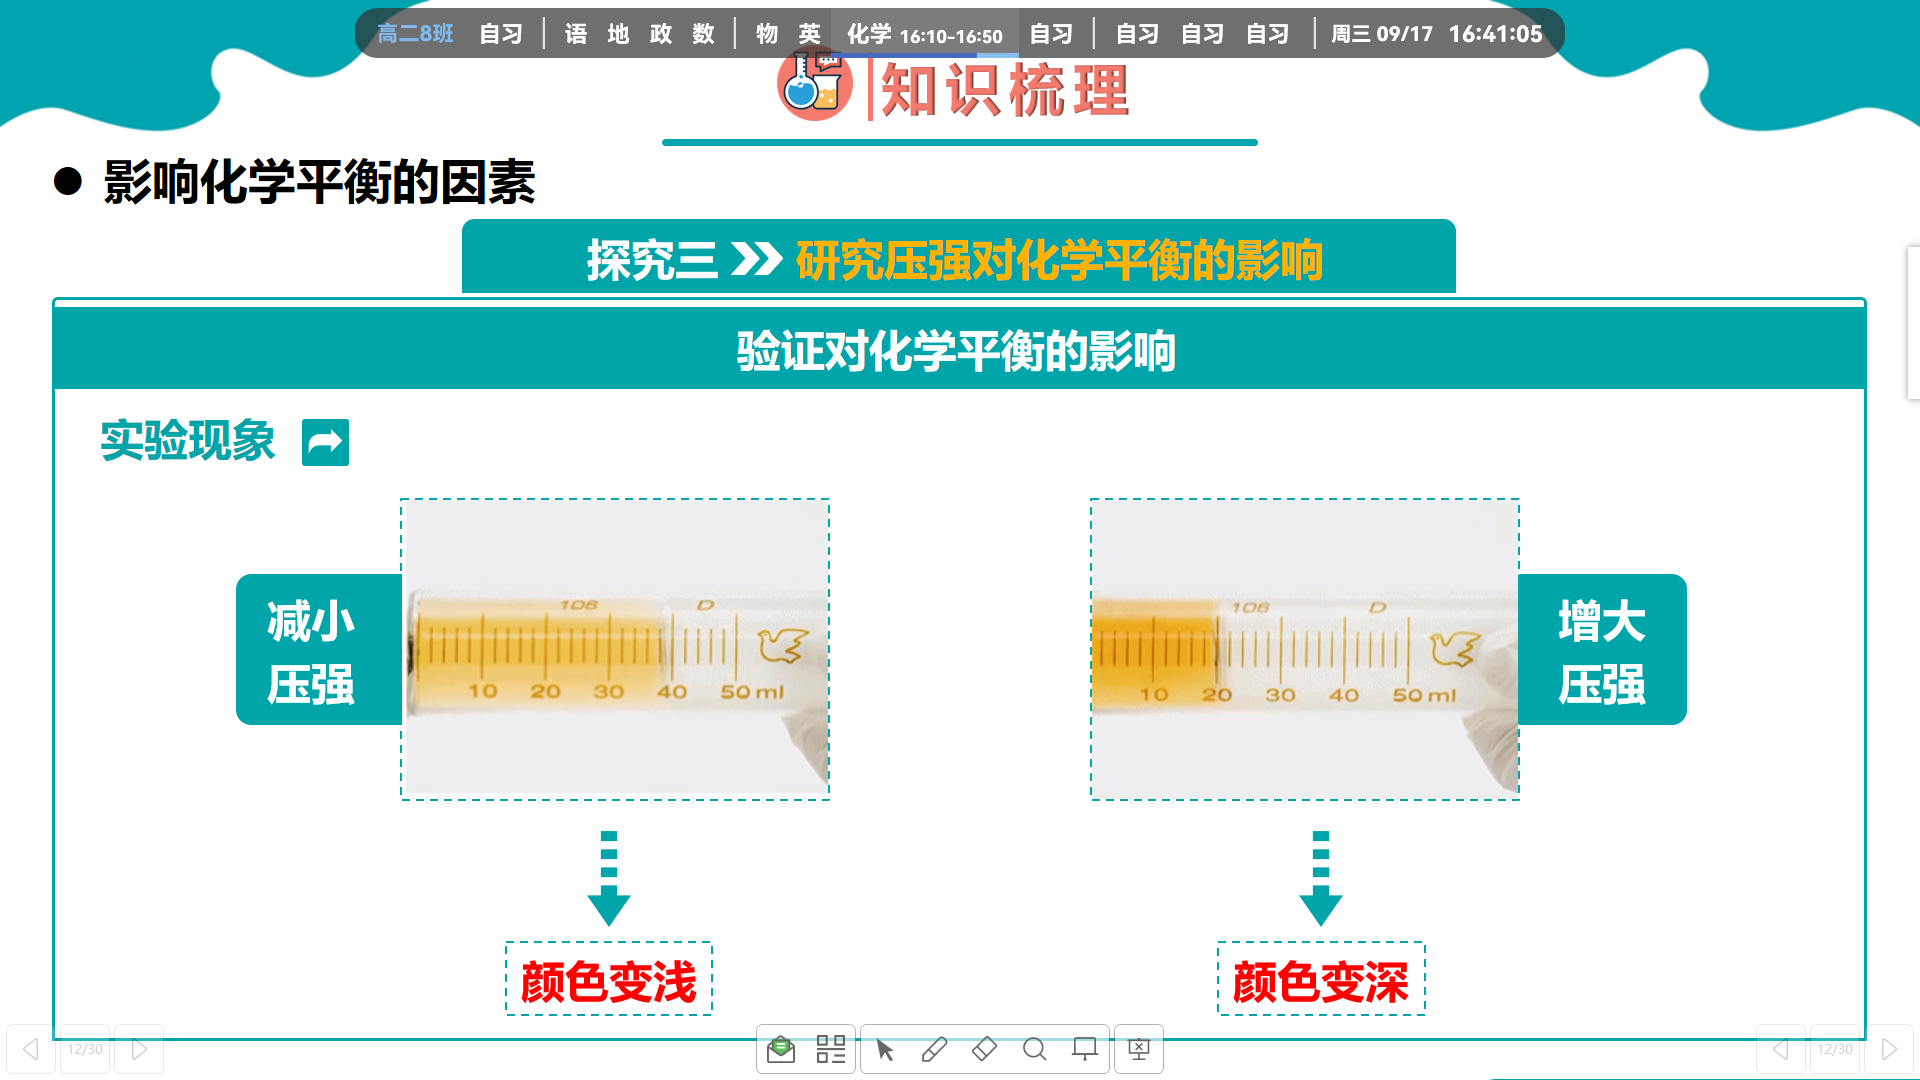 高二8班 自习 语 地 政 数 物 英 化学 16:10-16:50 自习 自习 自习 自习 周三 09/17 16:41:05
知识梳理
影响化学平衡的因素
探究三 研究压强对化学平衡的影响
验证对化学平衡的影响
实验现象
减小
压强
106 D
10 20 30 40 50 ml
106 D
10 20 30 40 50 ml
增大
压强
颜色变浅
颜色变深
12/30
12/30